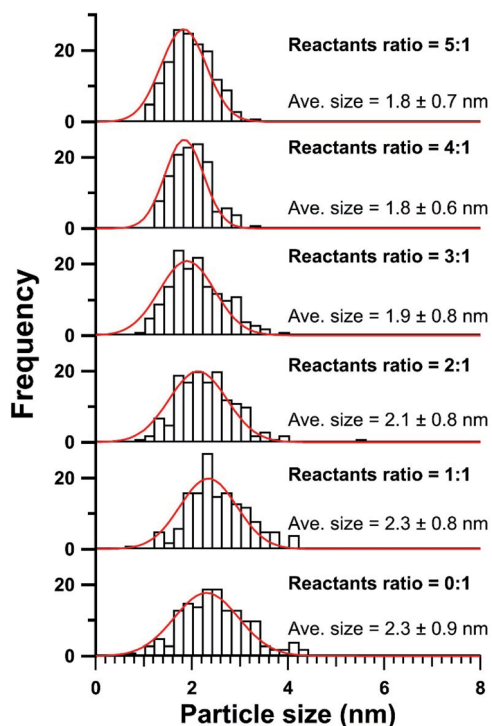 20
0
Reactants ratio = 5:1
Ave. size = 1.8 ± 0.7 nm
20
0
Reactants ratio = 4:1
Ave. size = 1.8 ± 0.6 nm
20
0
Reactants ratio = 3:1
Ave. size = 1.9 ± 0.8 nm
20
0
Reactants ratio = 2:1
Ave. size = 2.1 ± 0.8 nm
20
0
Reactants ratio = 1:1
Ave. size = 2.3 ± 0.8 nm
20
0
Reactants ratio = 0:1
Ave. size = 2.3 ± 0.9 nm
Frequency
0 2 4 6 8
Particle size (nm)